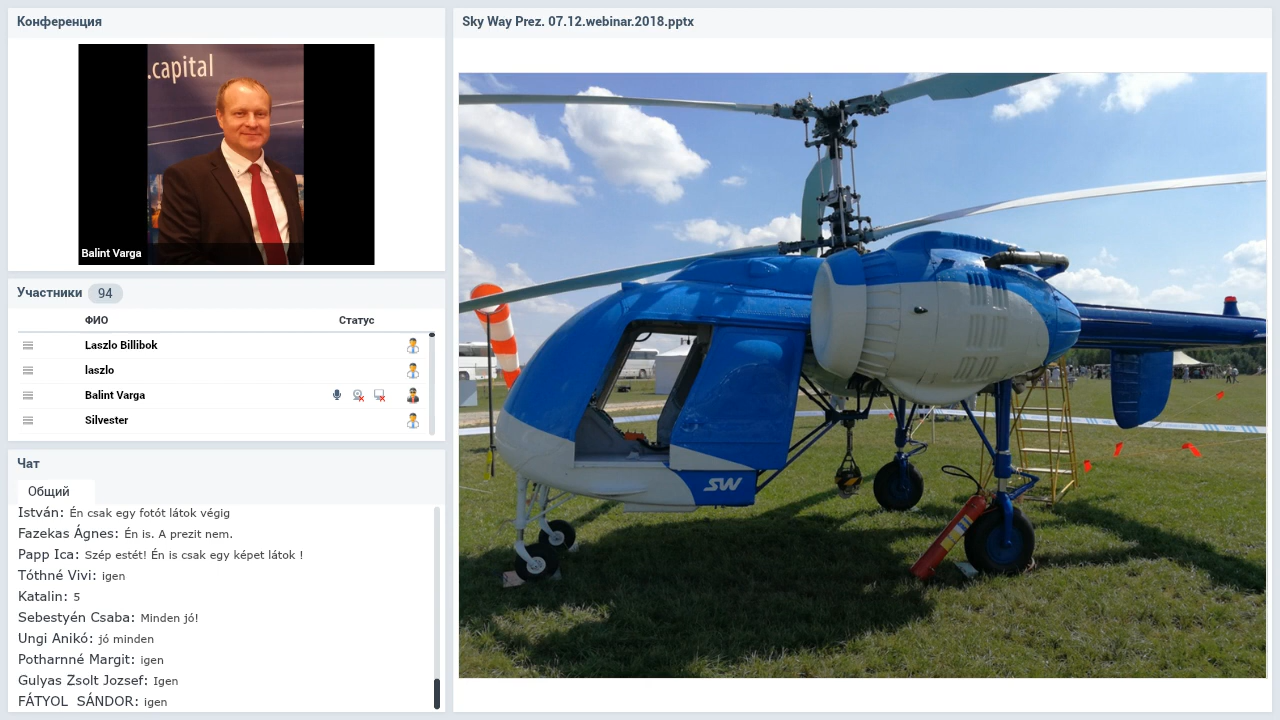 Конференция
.capital
Balint Varga
Участники 94
ФИО Статус
Laszlo Billibok
laszlo
Balint Varga
Silvester
Чат
Общий
István: Én csak egy fotót látok végig
Fazekas Ágnes: Én is. A prezit nem.
Papp Ica: Szép estét! Én is csak egy képet látok !
Tóthné Vivi: igen
Katalin: 5
Sebestyén Csaba: Minden jó!
Ungi Anikó: jó minden
Potharnné Margit: igen
Gulyas Zsolt Jozsef: Igen
FÁTYOL SÁNDOR: igen
Sky Way Prez. 07.12.webinar.2018.pptx
SW